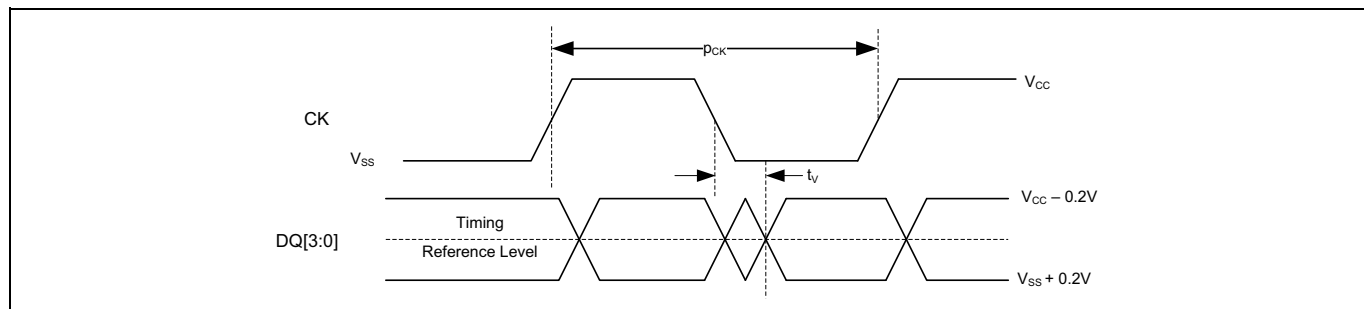 pCK
VCC
CK
VSS
tV
VCC – 0.2V
Timing
DQ[3:0]
Reference Level
VSS + 0.2V